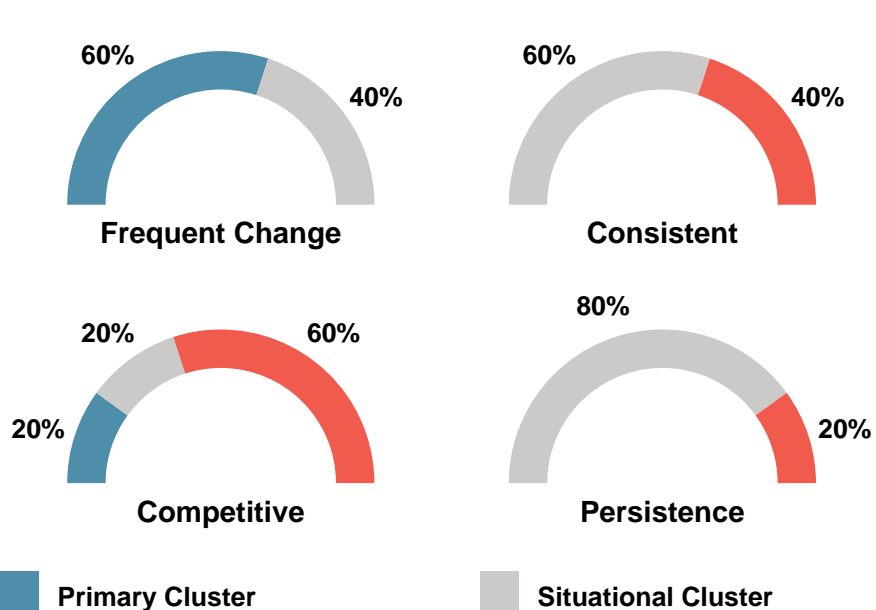 60%
40%
Frequent Change
60%
40%
Consistent
20%
20%
60%
Competitive
80%
20%
Persistence
Primary Cluster
Situational Cluster